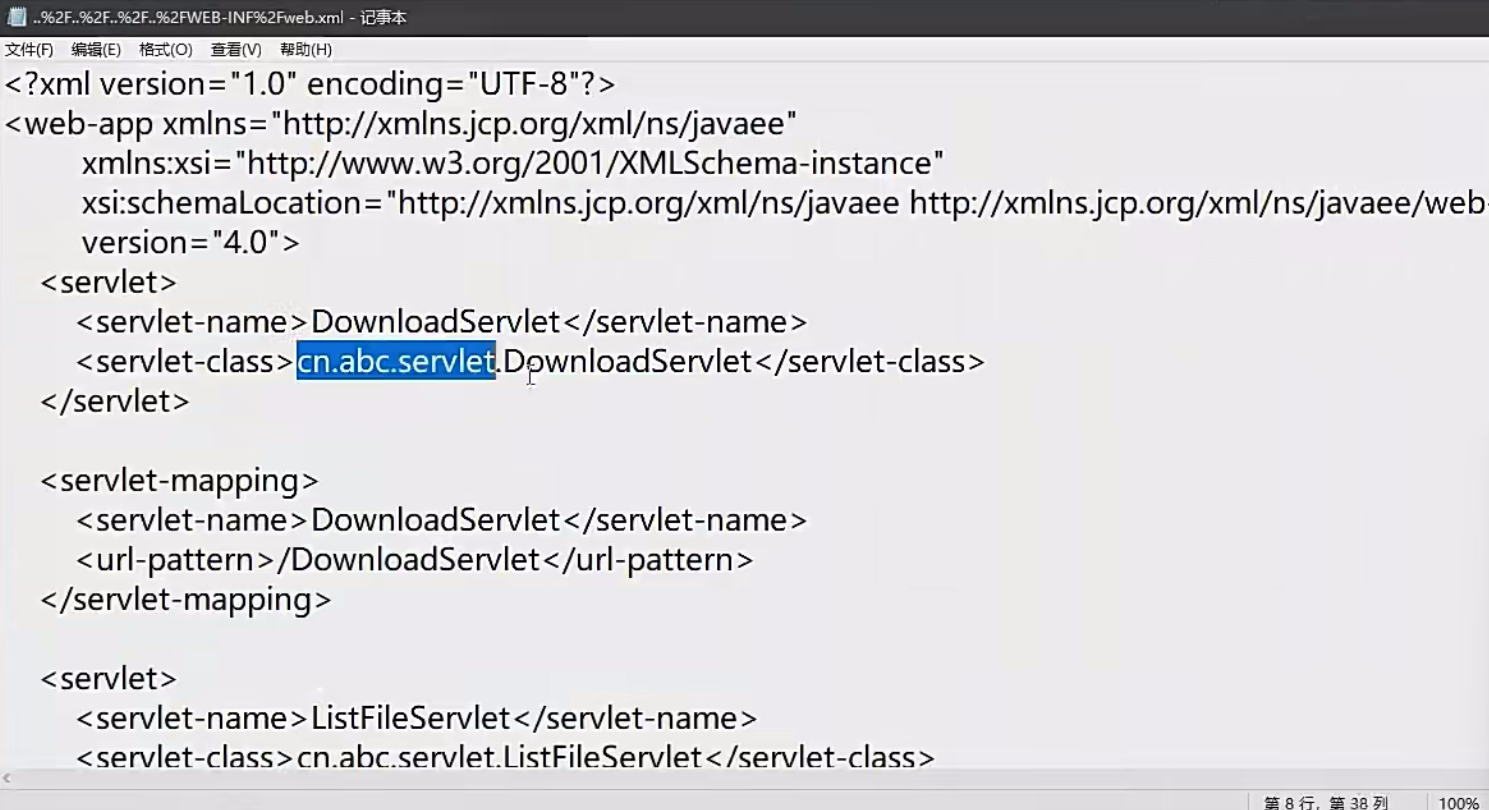 ..%2F..%2F..%2F..%2FWEB-INF%2Fweb.xml - 记事本
文件(F) 编辑(E) 格式(O) 查看(V) 帮助(H)
<?xml version="1.0" encoding="UTF-8"?>
<web-app xmlns="http://xmlns.jcp.org/xml/ns/javaee"
xmlns:xsi="http://www.w3.org/2001/XMLSchema-instance"
xsi:schemaLocation="http://xmlns.jcp.org/xml/ns/javaee http://xmlns.jcp.org/xml/ns/javaee/web-
version="4.0">
<servlet>
<servlet-name>DownloadServlet</servlet-name>
<servlet-class>cn.abc.servlet.DownloadServlet</servlet-class>
</servlet>
<servlet-mapping>
<servlet-name>DownloadServlet</servlet-name>
<url-pattern>/DownloadServlet</url-pattern>
</servlet-mapping>
<servlet>
<servlet-name>ListFileServlet</servlet-name>
<servlet-class>cn.abc.servlet.ListFileServlet</servlet-class>
第 8 行，第 38 列 100%